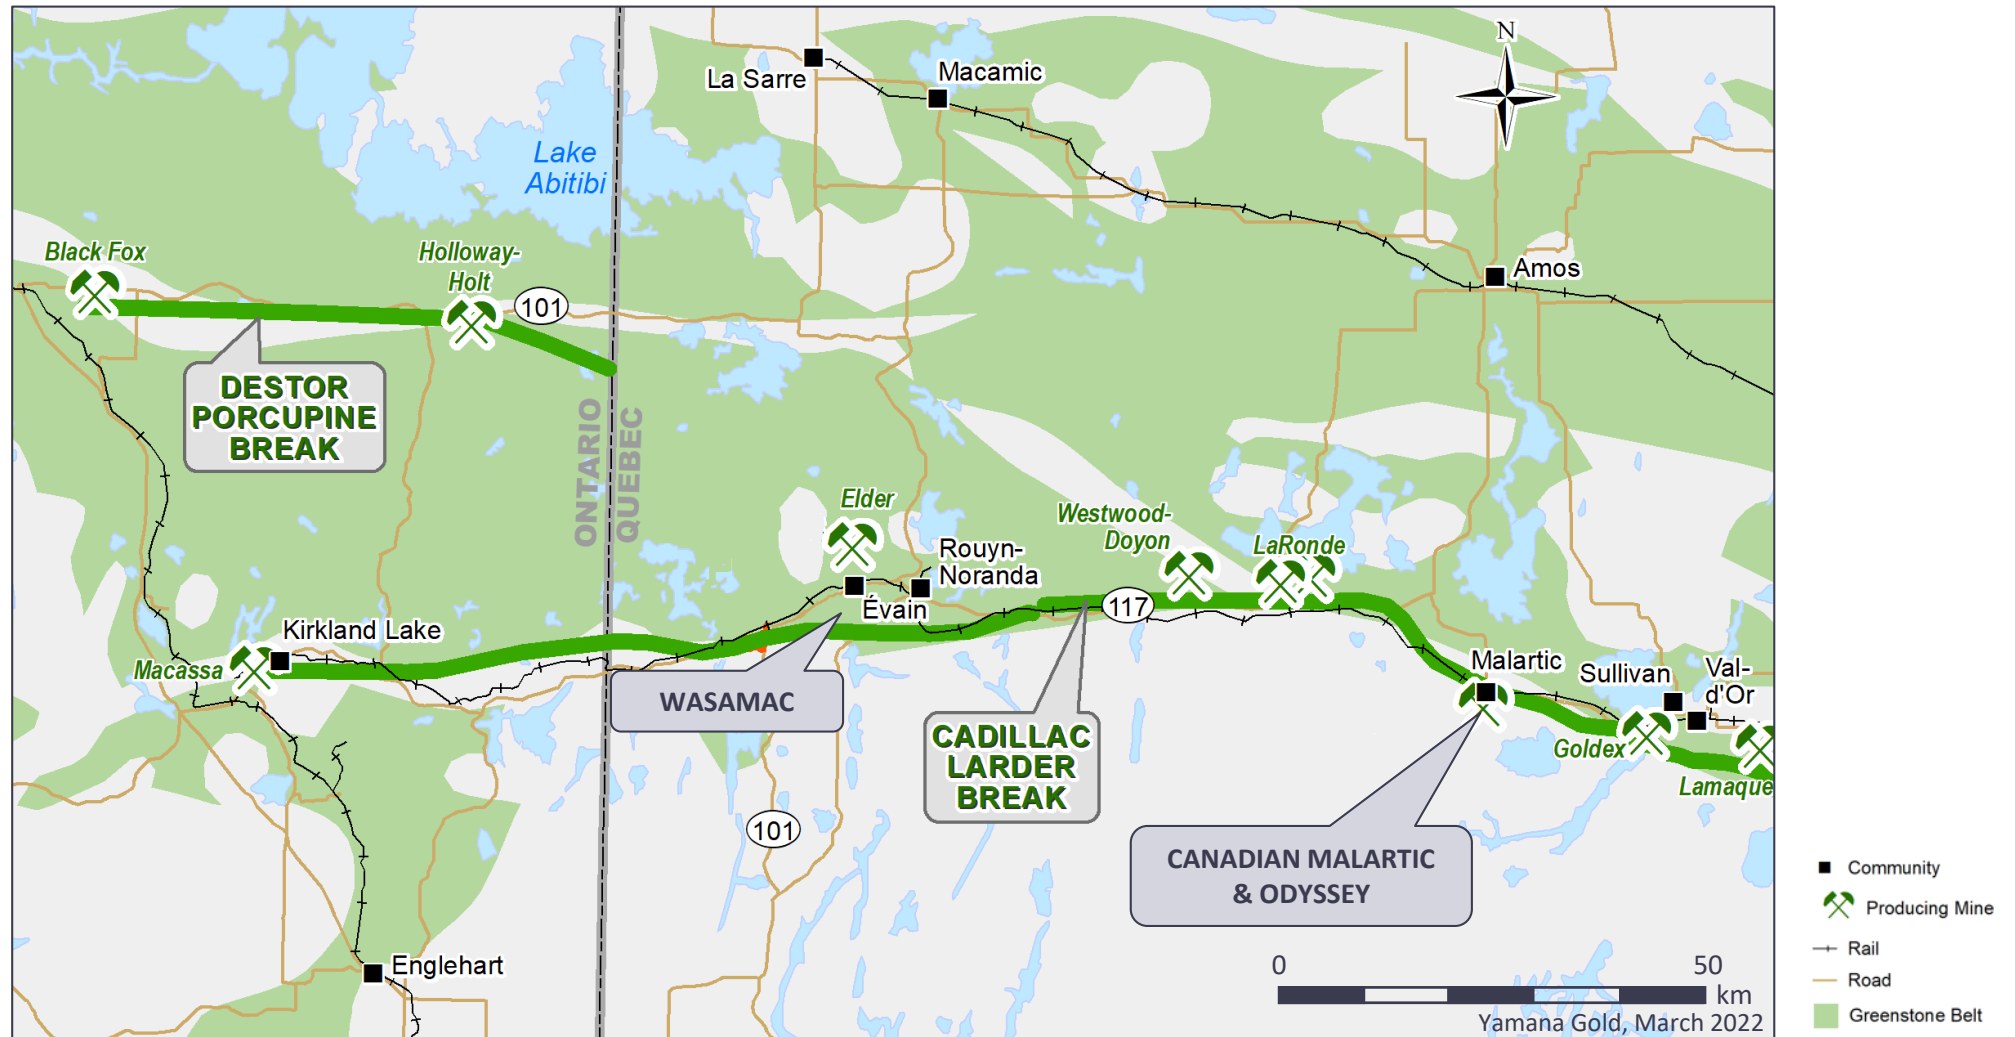 N
La Sarre
Macamic
Lake
Abitibi
Black Fox
Holloway-
Holt
101
Amos
DESTOR
PORCUPINE
BREAK
ONTARIO
QUEBEC
Elder
Westwood-
Doyon
LaRonde
Rouyn-
Noranda
Évain
117
Kirkland Lake
Macassa
WASAMAC
Malartic
Sullivan
Val-
d'Or
CADILLAC
LARDER
BREAK
Goldex
Lamaque
101
CANADIAN MALARTIC
& ODYSSEY
Englehart
0 50
km
Yamana Gold, March 2022
Community
Producing Mine
Rail
Road
Greenstone Belt